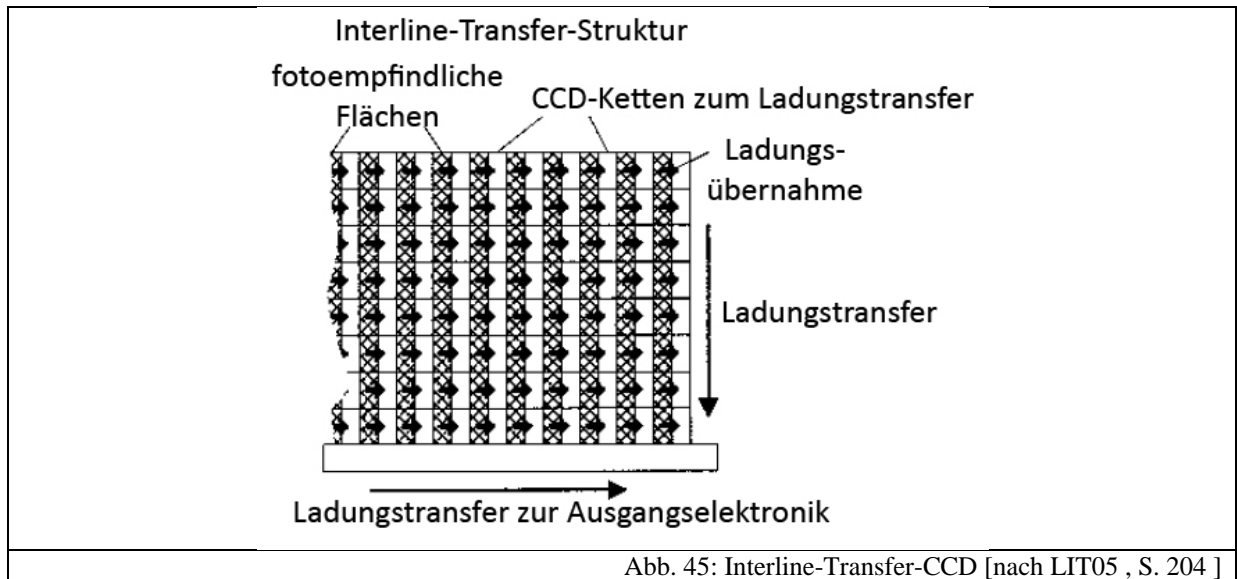 Interline-Transfer-Struktur
fotoempfindliche
Flächen
CCD-Ketten zum Ladungstransfer
Ladungs-
übernahme
Ladungstransfer
Ladungstransfer zur Ausgangselektronik
Abb. 45: Interline-Transfer-CCD [nach LIT05 , S. 204 ]